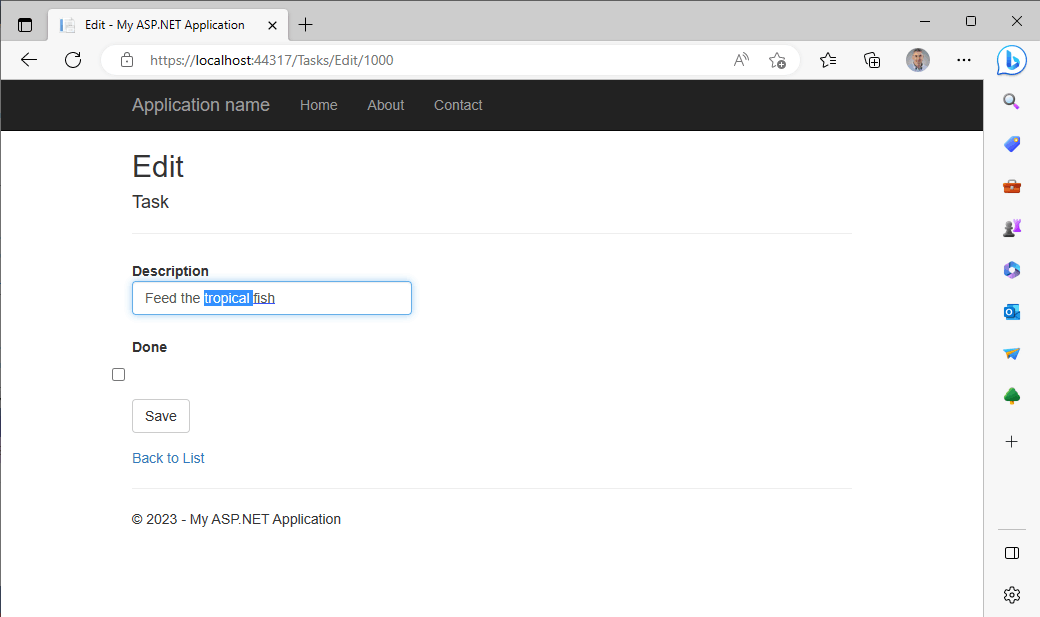 Edit - My ASP.NET Application
https://localhost:44317/Tasks/Edit/1000
Application name Home About Contact
Edit
Task
Description
Feed the tropical fish
Done
Save
Back to List
© 2023 - My ASP.NET Application